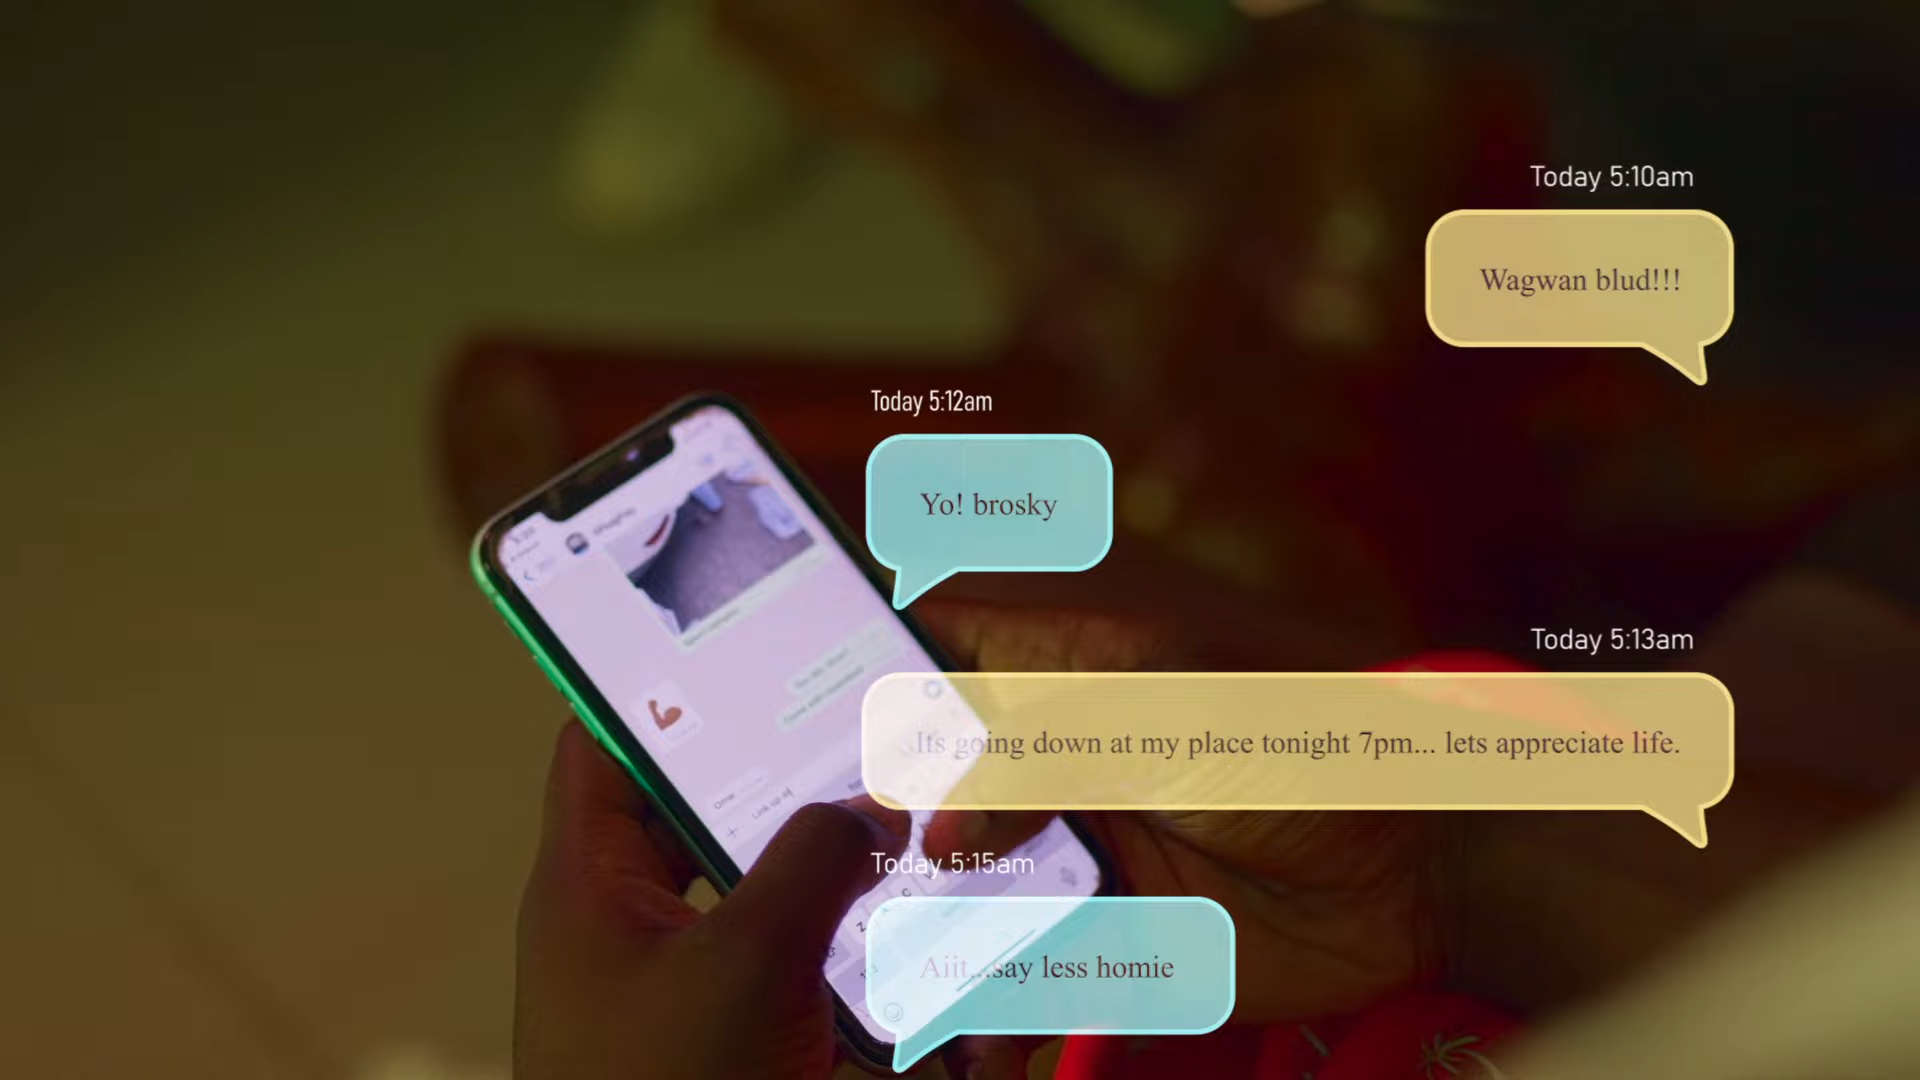 Today 5:10am
Wagwan blud!!!
Today 5:12am
Yo! brosky
Today 5:13am
Its going down at my place tonight 7pm... lets appreciate life.
Today 5:15am
Aiit...say less homie